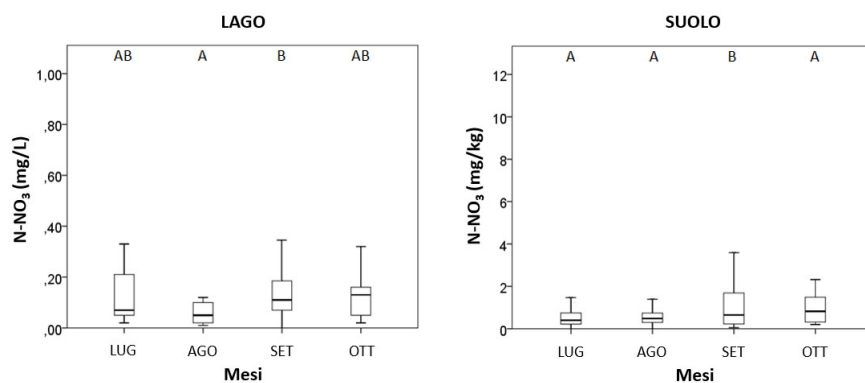 LAGO
AB A B AB
1,00
,80
,60
,40
,20
,00
N-NO₃ (mg/L)
LUG AGO SET OTT
Mesi
SUOLO
A A B A
12
10
8
6
4
2
0
N-NO₃ (mg/kg)
LUG AGO SET OTT
Mesi